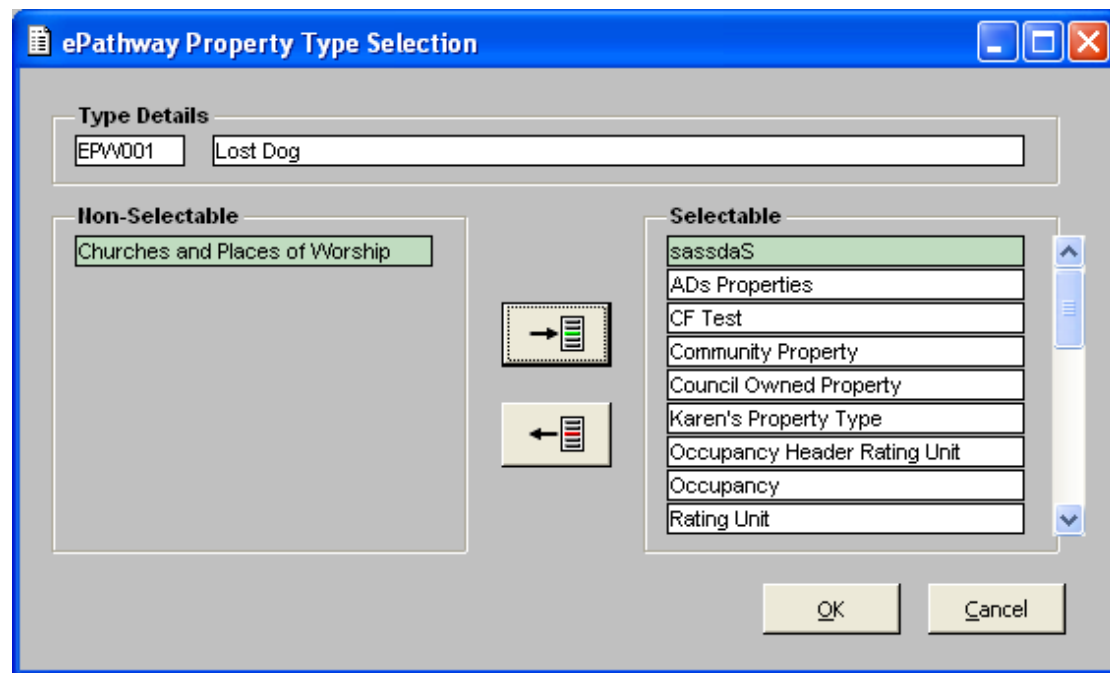 ePathway Property Type Selection
Type Details
EPW001 Lost Dog
Non-Selectable
Churches and Places of Worship
Selectable
sassdaS
ADs Properties
CF Test
Community Property
Council Owned Property
Karen's Property Type
Occupancy Header Rating Unit
Occupancy
Rating Unit
OK Cancel